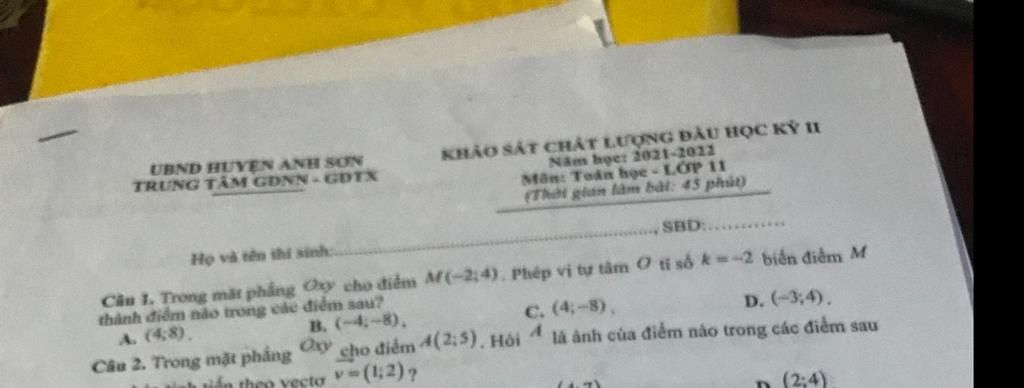 UBND HUYỆN ANH SƠN
TRUNG TÂM GDNN - GDTX
KHẢO SÁT CHẤT LƯỢNG ĐẦU HỌC KỲ II
Năm học: 2021-2022
Môn: Toán học - LỚP 11
(Thời gian làm bài: 45 phút)
Họ và tên thí sinh:............................................................, SBD:............
Câu 1. Trong mặt phẳng Oxy cho điểm M(-2;4). Phép vị tự tâm O tỉ số k = -2 biến điểm M
thành điểm nào trong các điểm sau?
A. (4;8). B. (-4;-8). C. (4;-8). D. (-3;4).
Câu 2. Trong mặt phẳng Oxy cho điểm A(2;5). Hỏi A là ảnh của điểm nào trong các điểm sau
tịnh tiến theo vectơ v = (1;2)?
D (2;4)